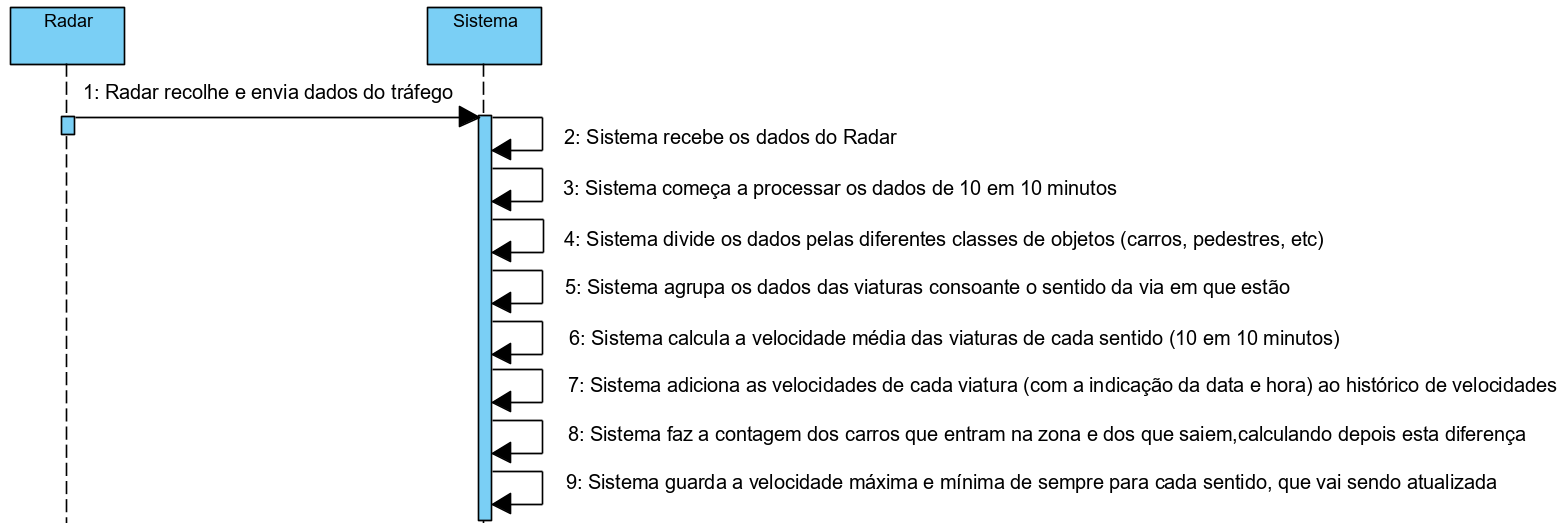 Radar
Sistema
1: Radar recolhe e envia dados do tráfego
2: Sistema recebe os dados do Radar
3: Sistema começa a processar os dados de 10 em 10 minutos
4: Sistema divide os dados pelas diferentes classes de objetos (carros, pedestres, etc)
5: Sistema agrupa os dados das viaturas consoante o sentido da via em que estão
6: Sistema calcula a velocidade média das viaturas de cada sentido (10 em 10 minutos)
7: Sistema adiciona as velocidades de cada viatura (com a indicação da data e hora) ao histórico de velocidades
8: Sistema faz a contagem dos carros que entram na zona e dos que saiem,calculando depois esta diferença
9: Sistema guarda a velocidade máxima e mínima de sempre para cada sentido, que vai sendo atualizada